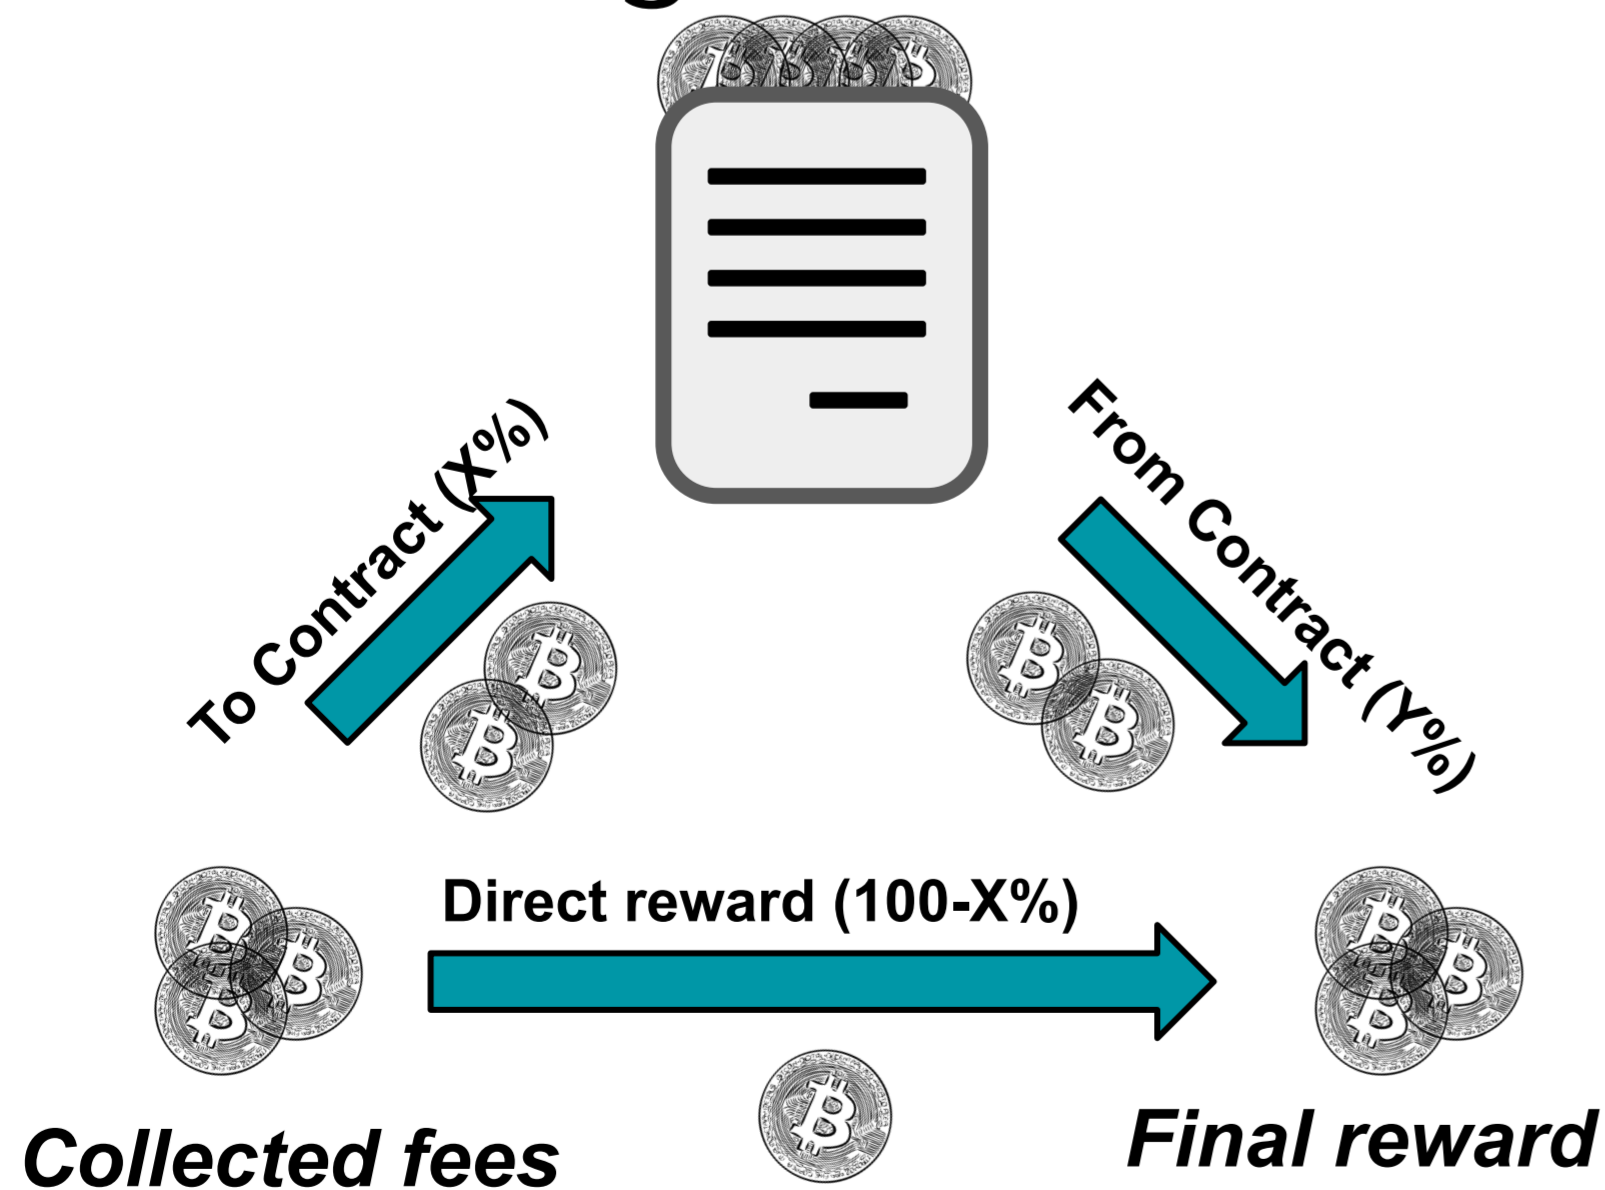 To Contract (X%)
From Contract (Y%)
Direct reward (100-X%)
Collected fees
Final reward